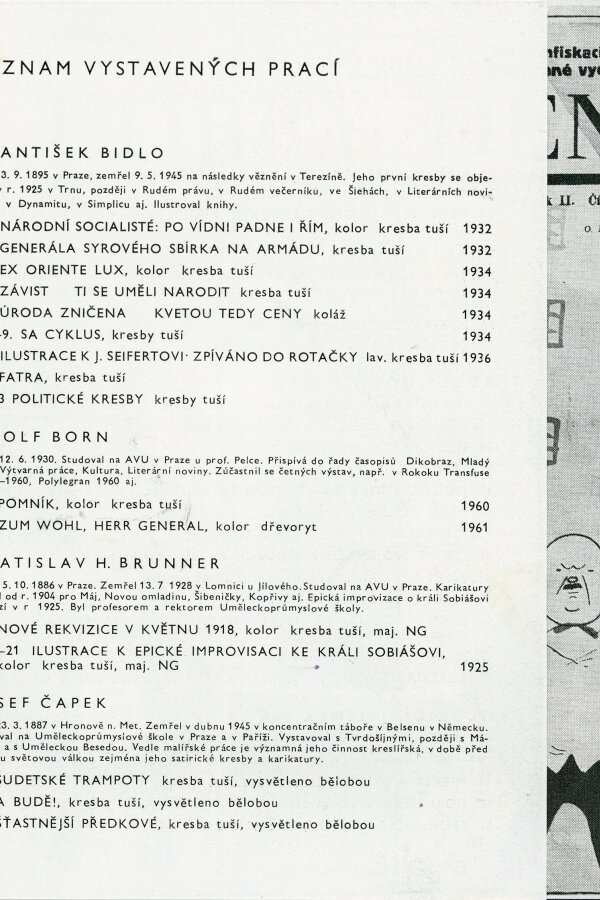 ZNAM VYSTAVENÝCH PRACÍ
ANTIŠEK BIDLO
3. 9. 1895 v Praze, zemřel 9. 5. 1945 na následky věznění v Terezíně. Jeho první kresby se obje-
v r. 1925 v Trnu, později v Rudém právu, v Rudém večerníku, ve Šiehách, v Literárních novi-
v Dynamitu, v Simplicu aj. Ilustroval knihy.
NÁRODNÍ SOCIALISTÉ: PO VÍDNI PADNE I ŘÍM, kolor kresba tuší 1932
GENERÁLA SYROVÉHO SBÍRKA NA ARMÁDU, kresba tuší 1932
EX ORIENTE LUX, kolor kresba tuší 1934
ZÁVIST TI SE UMĚLI NARODIT kresba tuší 1934
ÚRODA ZNIČENA KVETOU TEDY CENY koláž 1934
-9. SA CYKLUS, kresby tuší 1934
ILUSTRACE K J. SEIFERTOVI· ZPÍVÁNO DO ROTAČKY lav. kresba tuší 1936
FATRA, kresba tuší
3 POLITICKÉ KRESBY kresby tuší
OLF BORN
12. 6. 1930. Studoval na AVU v Praze u prof. Pelce. Přispívá do řady časopisů Dikobraz, Mladý
Výtvarná práce, Kultura, Literární noviny. Zúčastnil se četných výstav, např. v Rokoku Transfuse
—1960, Polylegran 1960 aj.
POMNÍK, kolor kresba tuší 1960
ZUM WOHL, HERR GENERAL, kolor dřevoryt 1961
ATISLAV H. BRUNNER
5. 10. 1886 v Praze. Zemřel 13. 7 1928 v Lomnici u Jílového. Studoval na AVU v Praze. Karikatury
l od r. 1904 pro Máj, Novou omladinu, Šibeničky, Kopřivy aj. Epická improvizace o králi Sobiášovi
zí v r 1925. Byl profesorem a rektorem Uměleckoprůmyslové školy.
NOVÉ REKVIZICE V KVĚTNU 1918, kolor kresba tuší, maj. NG
—21 ILUSTRACE K EPICKÉ IMPROVISACI KE KRÁLI SOBIÁŠOVI,
kolor kresba tuší, maj. NG 1925
SEF ČAPEK
23. 3. 1887 v Hronově n. Met. Zemřel v dubnu 1945 v koncentračním táboře v Belsenu v Německu.
val na Uměleckoprůmyslové škole v Praze a v Paříži. Vystavoval s Tvrdošíjnými, později s Má-
a s Uměleckou Besedou. Vedle malířské práce je významná jeho činnost kreslířská, v době před
u světovou válkou zejména jeho satirické kresby a karikatury.
SUDETSKÉ TRAMPOTY kresba tuší, vysvětleno bělobou
A BUDĚ!, kresba tuší, vysvětleno bělobou
ŠŤASTNĚJŠÍ PŘEDKOVÉ, kresba tuší, vysvětleno bělobou
nfiskaci
né vyd
EN
k II. Čí